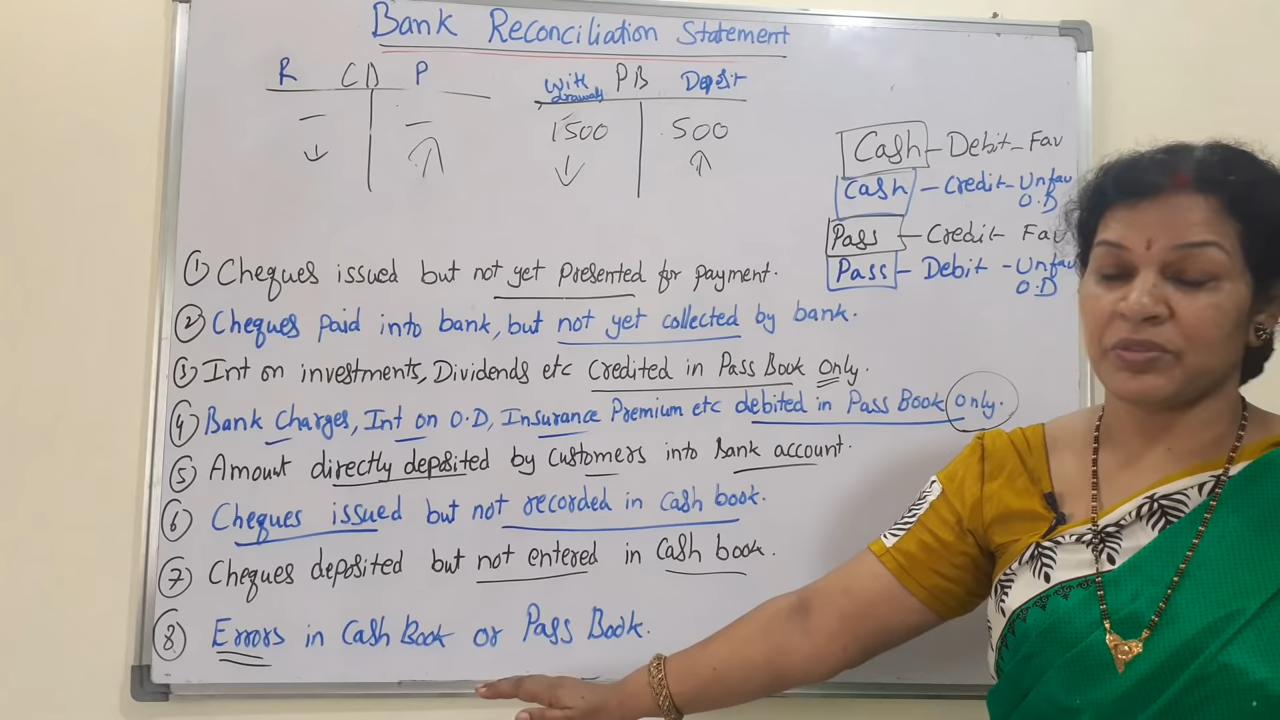 Bank Reconciliation Statement
R CB P
With drawals PB Deposit
1500 500
Cash - Debit - Fav
Cash - Credit - Unfav
O.D
Pass - Credit Fav
Pass - Debit - Unfav
O.D
① Cheques issued but not yet presented for payment.
② Cheques paid into bank, but not yet collected by bank.
③ Int on investments, Dividends etc Credited in Pass Book Only.
④ Bank Charges, Int on O.D, Insurance Premium etc debited in Pass Book Only.
⑤ Amount directly deposited by Customers into Bank account.
⑥ Cheques issued but not recorded in Cash book.
⑦ Cheques deposited but not entered in Cash book.
⑧ Errors in Cash Book or Pass Book.